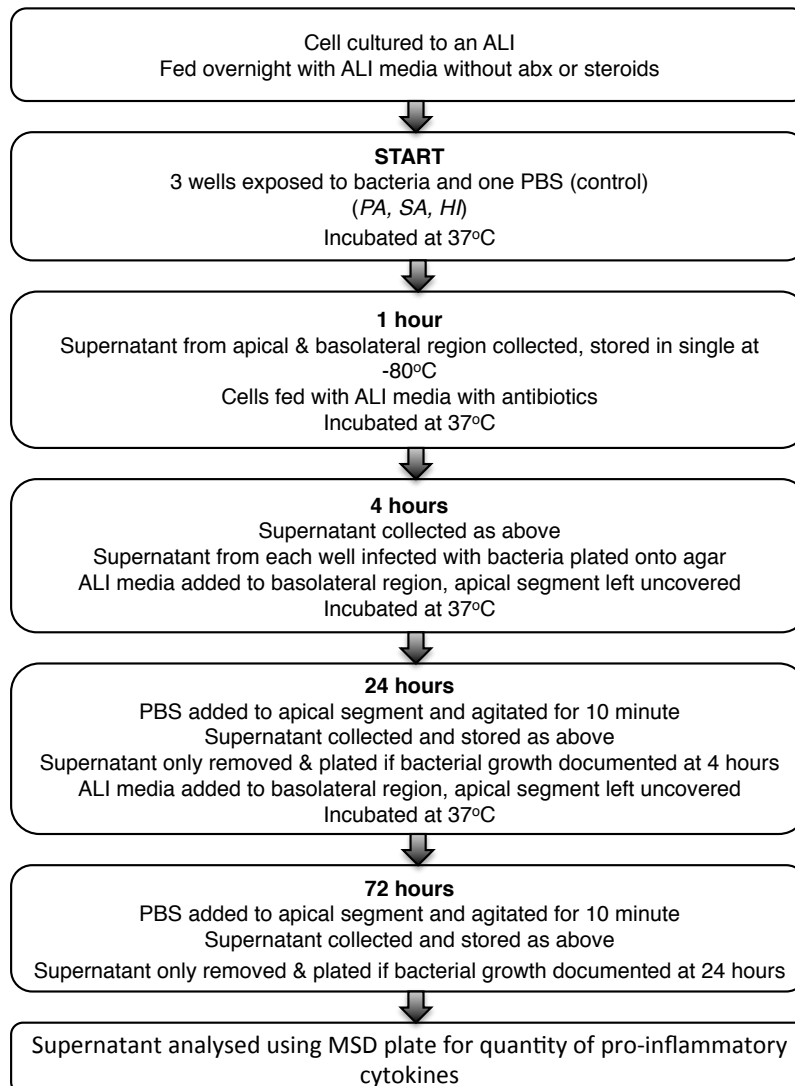 Cell cultured to an ALI
Fed overnight with ALI media without abx or steroids
START
3 wells exposed to bacteria and one PBS (control)
(PA, SA, HI)
Incubated at 37ºC
1 hour
Supernatant from apical & basolateral region collected, stored in single at
-80ºC
Cells fed with ALI media with antibiotics
Incubated at 37ºC
4 hours
Supernatant collected as above
Supernatant from each well infected with bacteria plated onto agar
ALI media added to basolateral region, apical segment left uncovered
Incubated at 37ºC
24 hours
PBS added to apical segment and agitated for 10 minute
Supernatant collected and stored as above
Supernatant only removed & plated if bacterial growth documented at 4 hours
ALI media added to basolateral region, apical segment left uncovered
Incubated at 37ºC
72 hours
PBS added to apical segment and agitated for 10 minute
Supernatant collected and stored as above
Supernatant only removed & plated if bacterial growth documented at 24 hours
Supernatant analysed using MSD plate for quantity of pro-inflammatory
cytokines